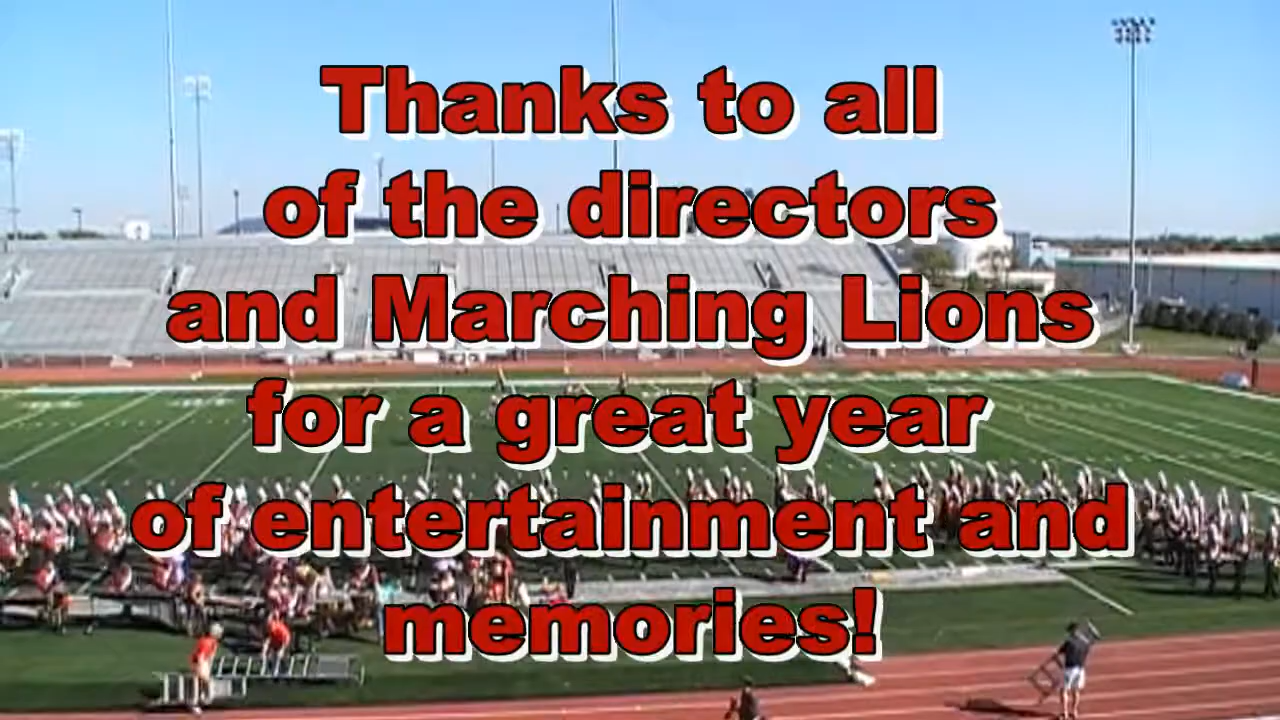 Thanks to all
of the directors
and Marching Lions
for a great year
of entertainment and
memories!